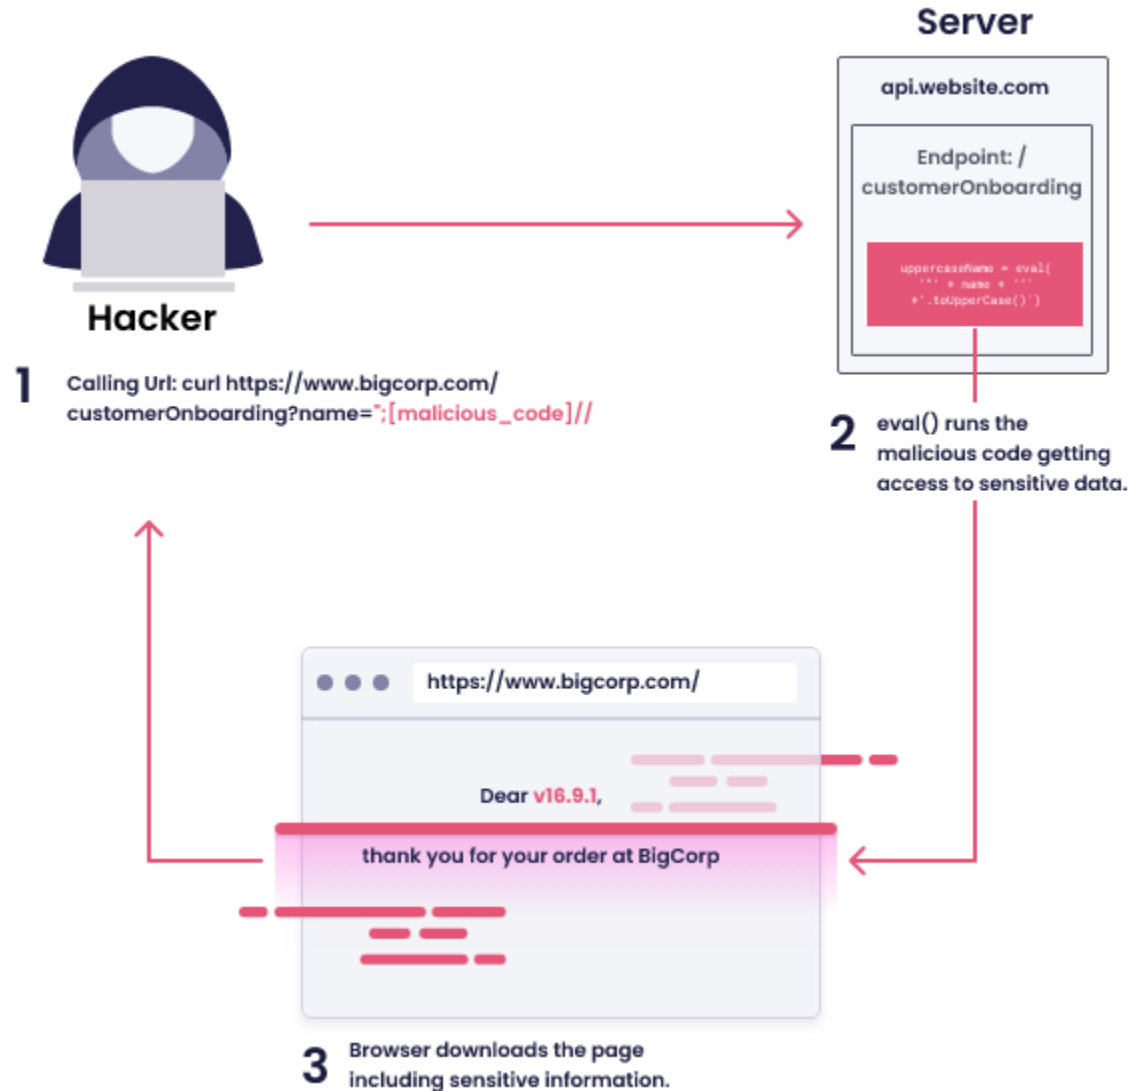 Server
api.website.com
Endpoint: /
customerOnboarding
uppercaseName = eval(
'"' + name + '"'
+'.toUpperCase()')
Hacker
1
Calling Url: curl https://www.bigcorp.com/
customerOnboarding?name=";[malicious_code]//
2
eval() runs the
malicious code getting
access to sensitive data.
https://www.bigcorp.com/
Dear v16.9.1,
thank you for your order at BigCorp
3
Browser downloads the page
including sensitive information.